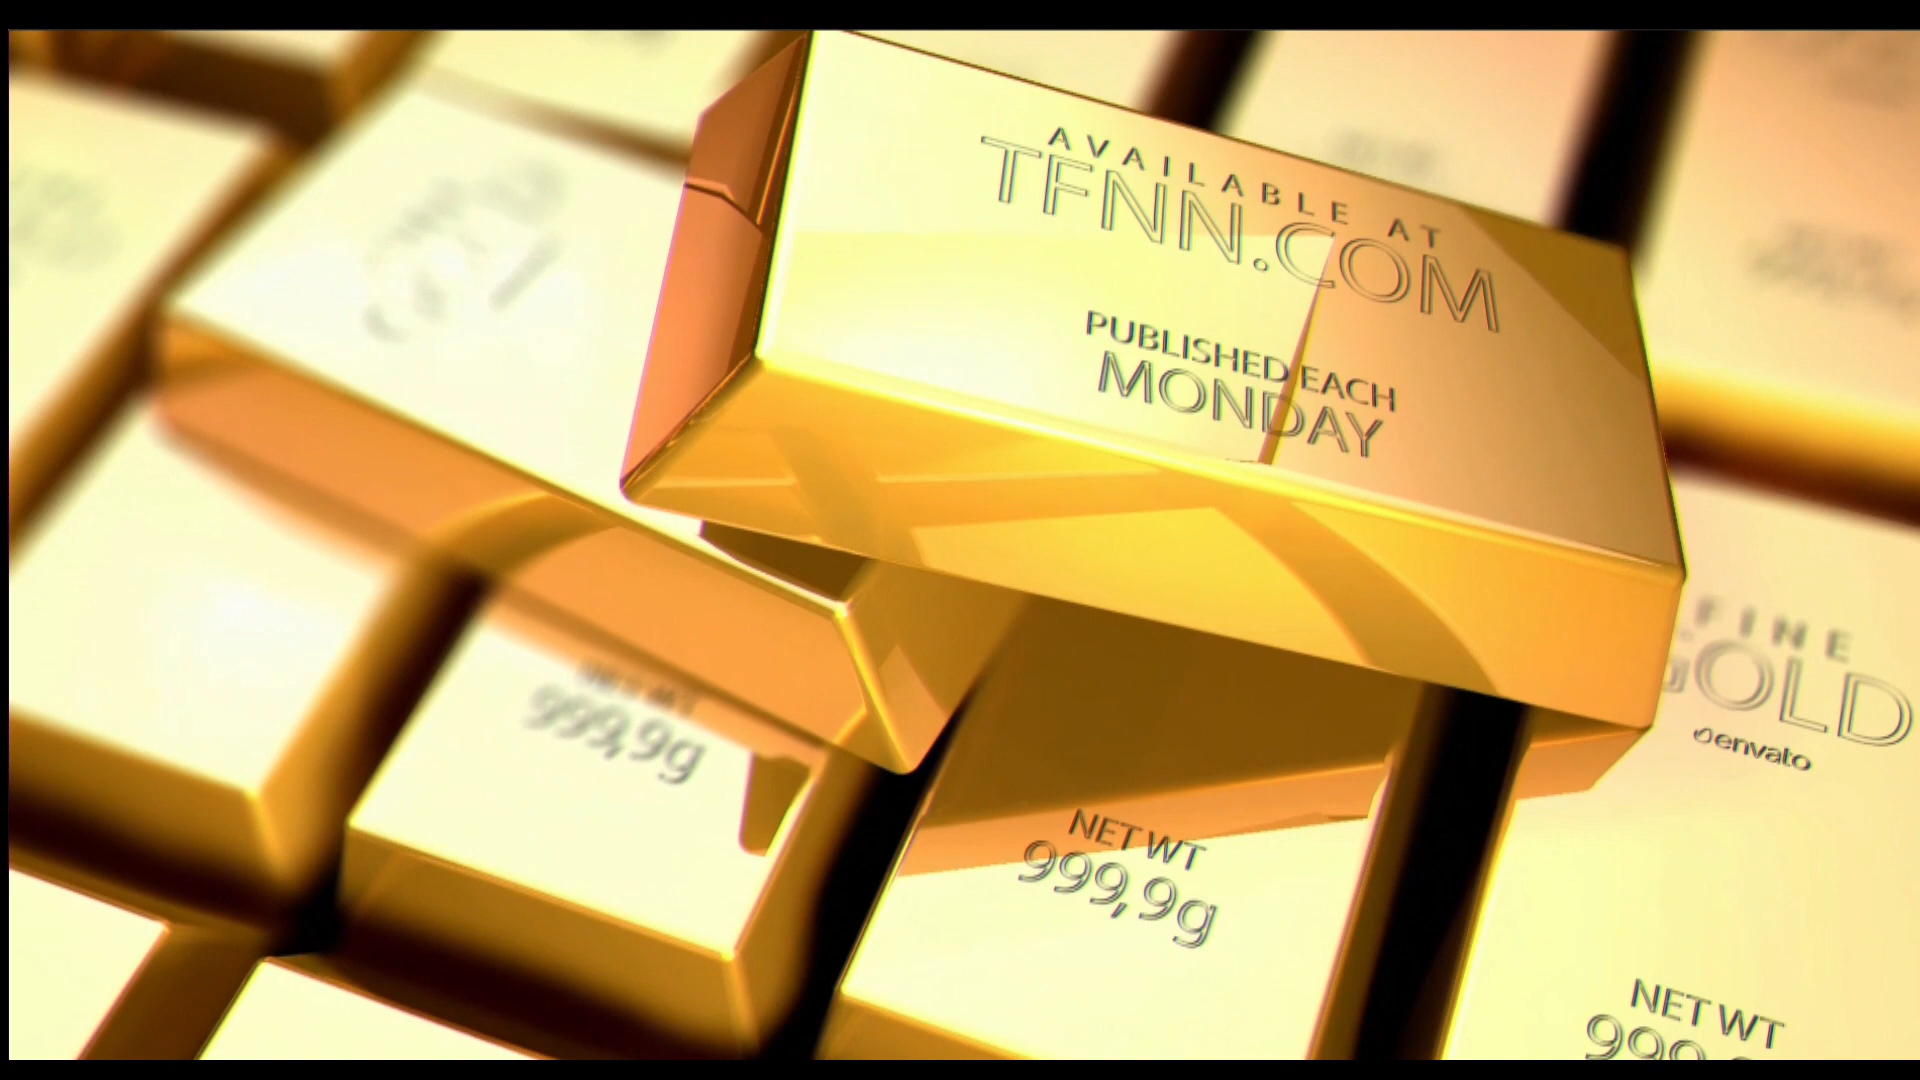 AVAILABLE AT
TFNN.COM
PUBLISHED EACH
MONDAY
FINE
GOLD
envato
999,9g
NET WT
999,9g
NET WT